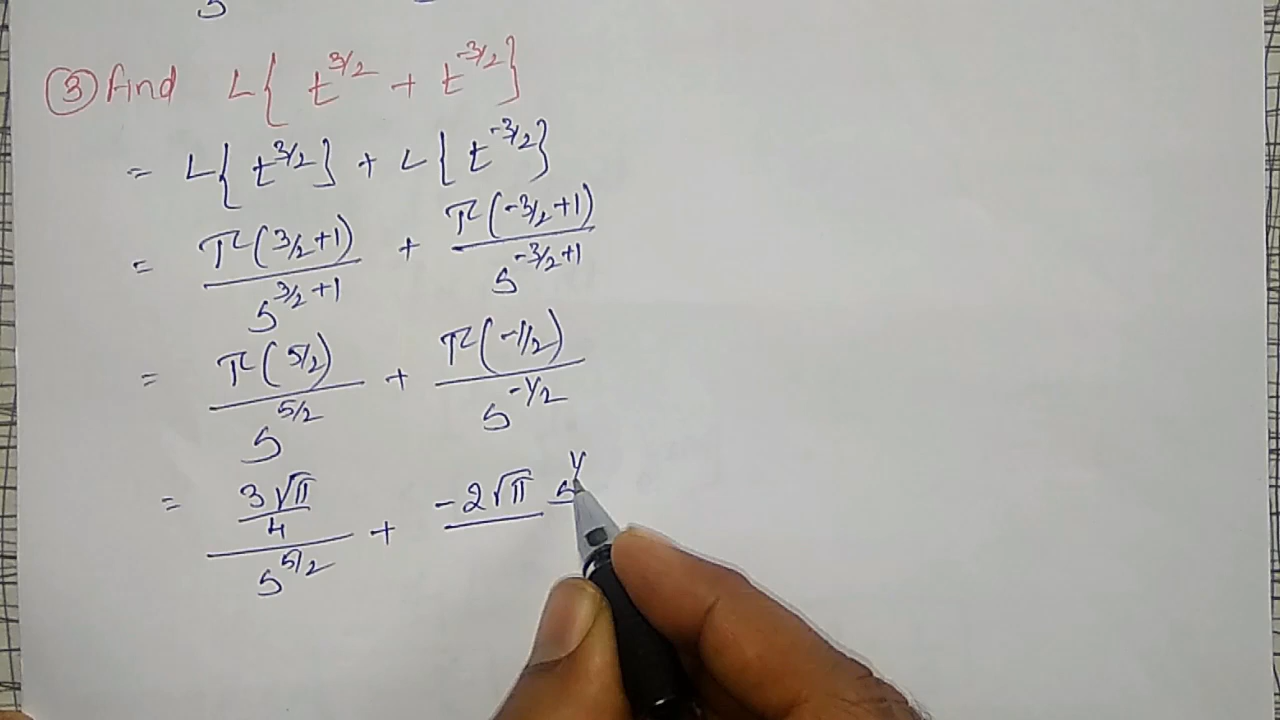 ③ Find L{ t^3/2 + t^-3/2 }
= L{ t^3/2 } + L{ t^-3/2 }
= Γ(3/2+1) / s^3/2+1 + Γ(-3/2+1) / s^-3/2+1
= Γ(5/2) / s^5/2 + Γ(-1/2) / s^-1/2
= 3√π/4 / s^5/2 + -2√π s^1/